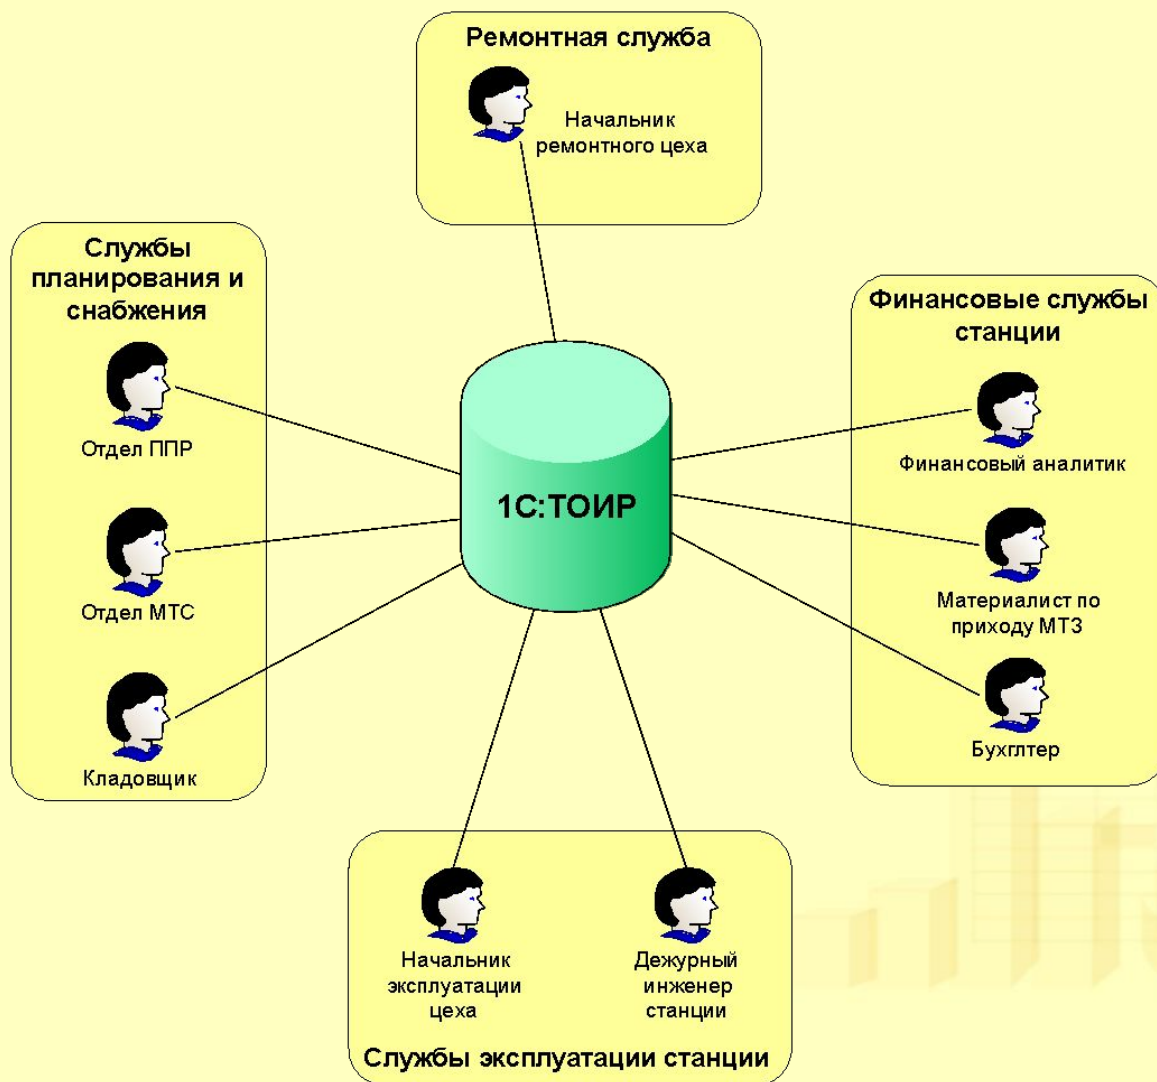 Ремонтная служба
Начальник
ремонтного цеха
Службы
планирования и
снабжения
Отдел ППР
Отдел МТС
Кладовщик
1С:ТОИР
Финансовые службы
станции
Финансовый аналитик
Материалист по
приходу МТЗ
Бухглтер
Начальник
эксплуатации
цеха
Дежурный
инженер
станции
Службы эксплуатации станции